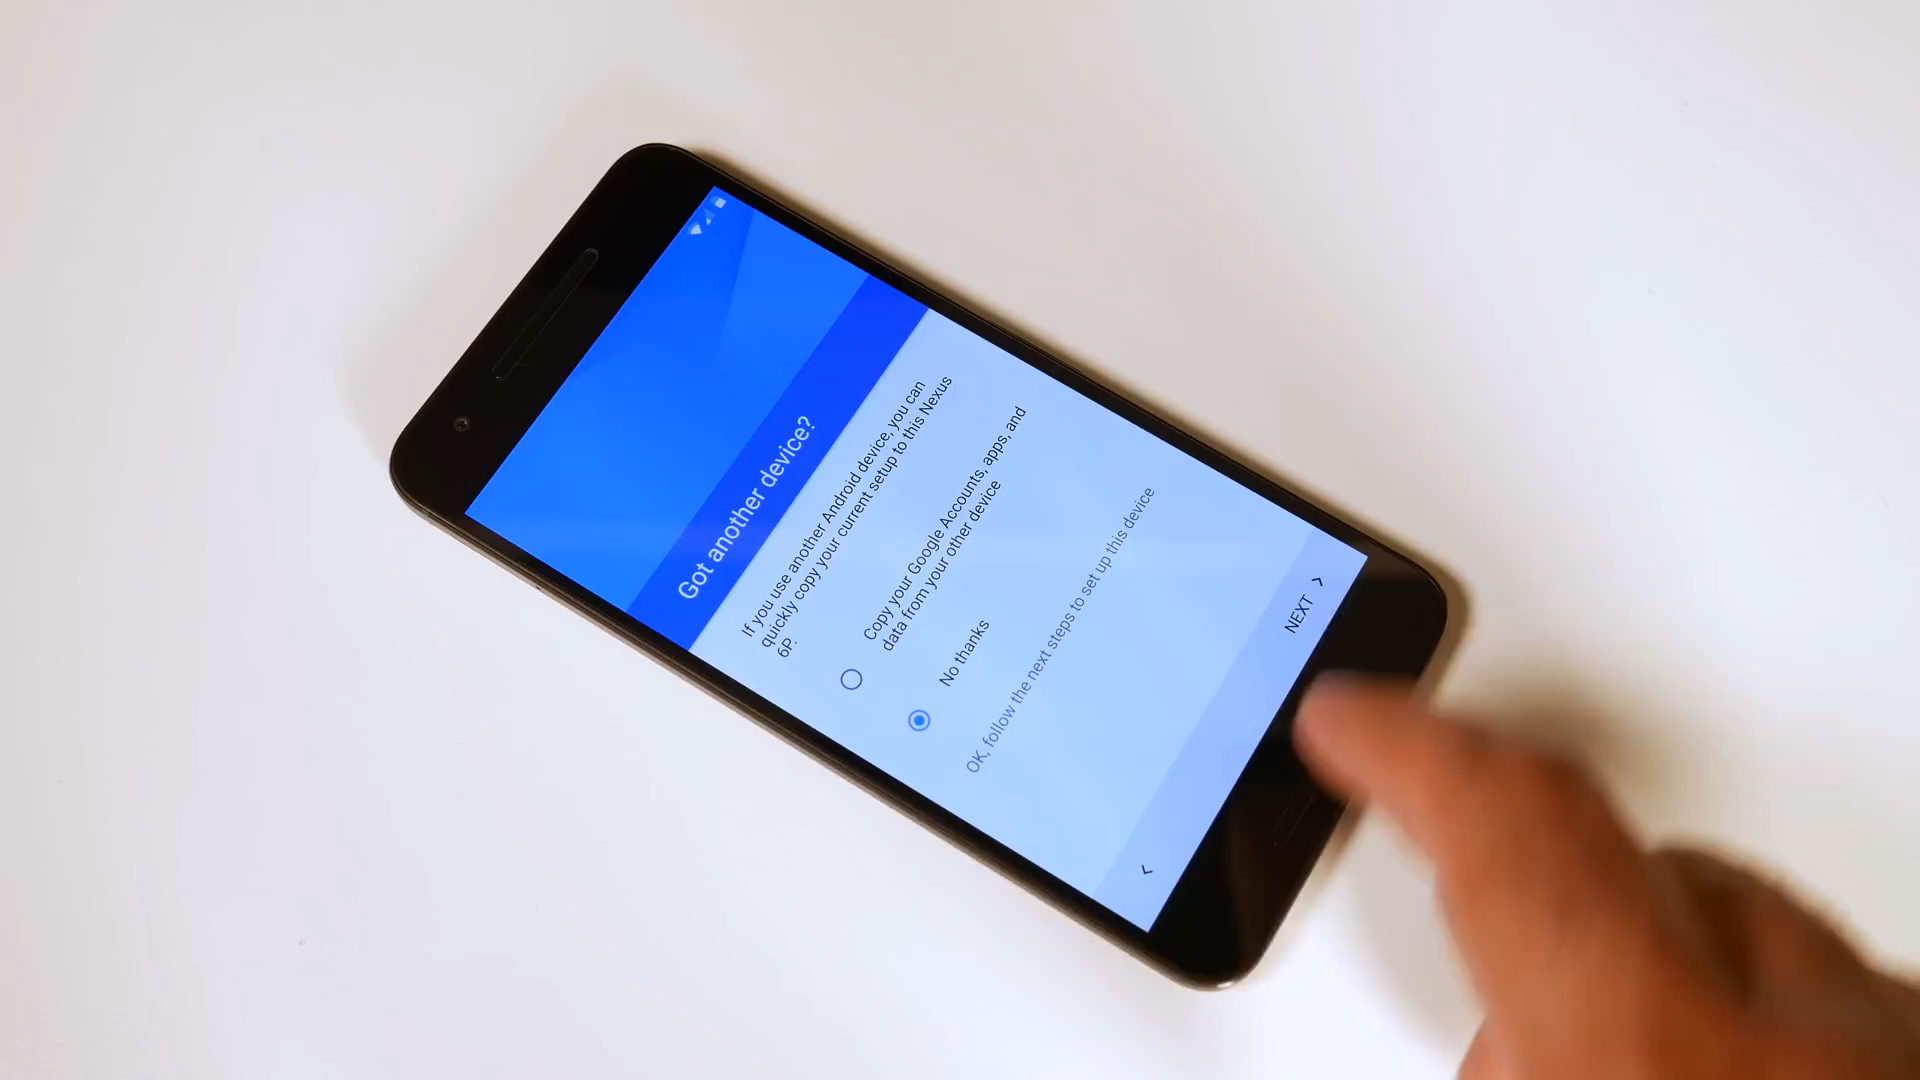 Got another device?
If you use another Android device, you can
quickly copy your current setup to this Nexus
6P.
Copy your Google Accounts, apps, and
data from your other device
No thanks
OK, follow the next steps to set up this device
NEXT